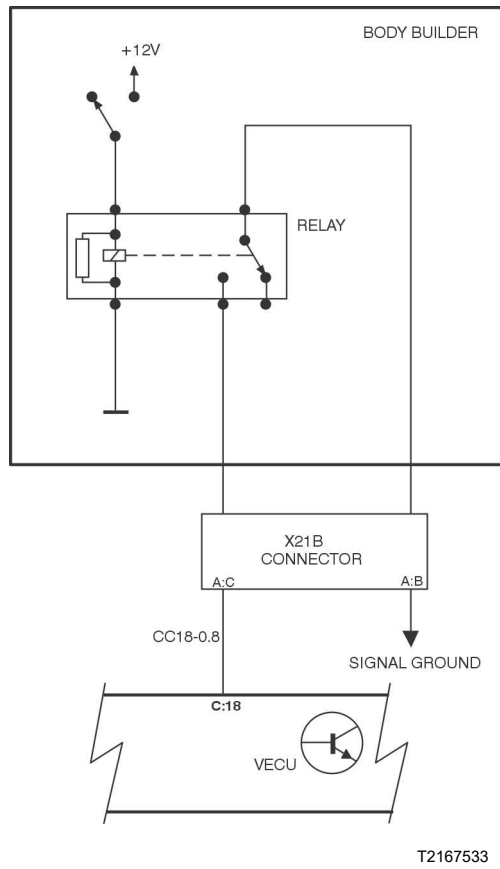 BODY BUILDER
+12V
RELAY
X21B
CONNECTOR
A:C
A:B
CC18-0.8
SIGNAL GROUND
C:18
VECU
T2167533